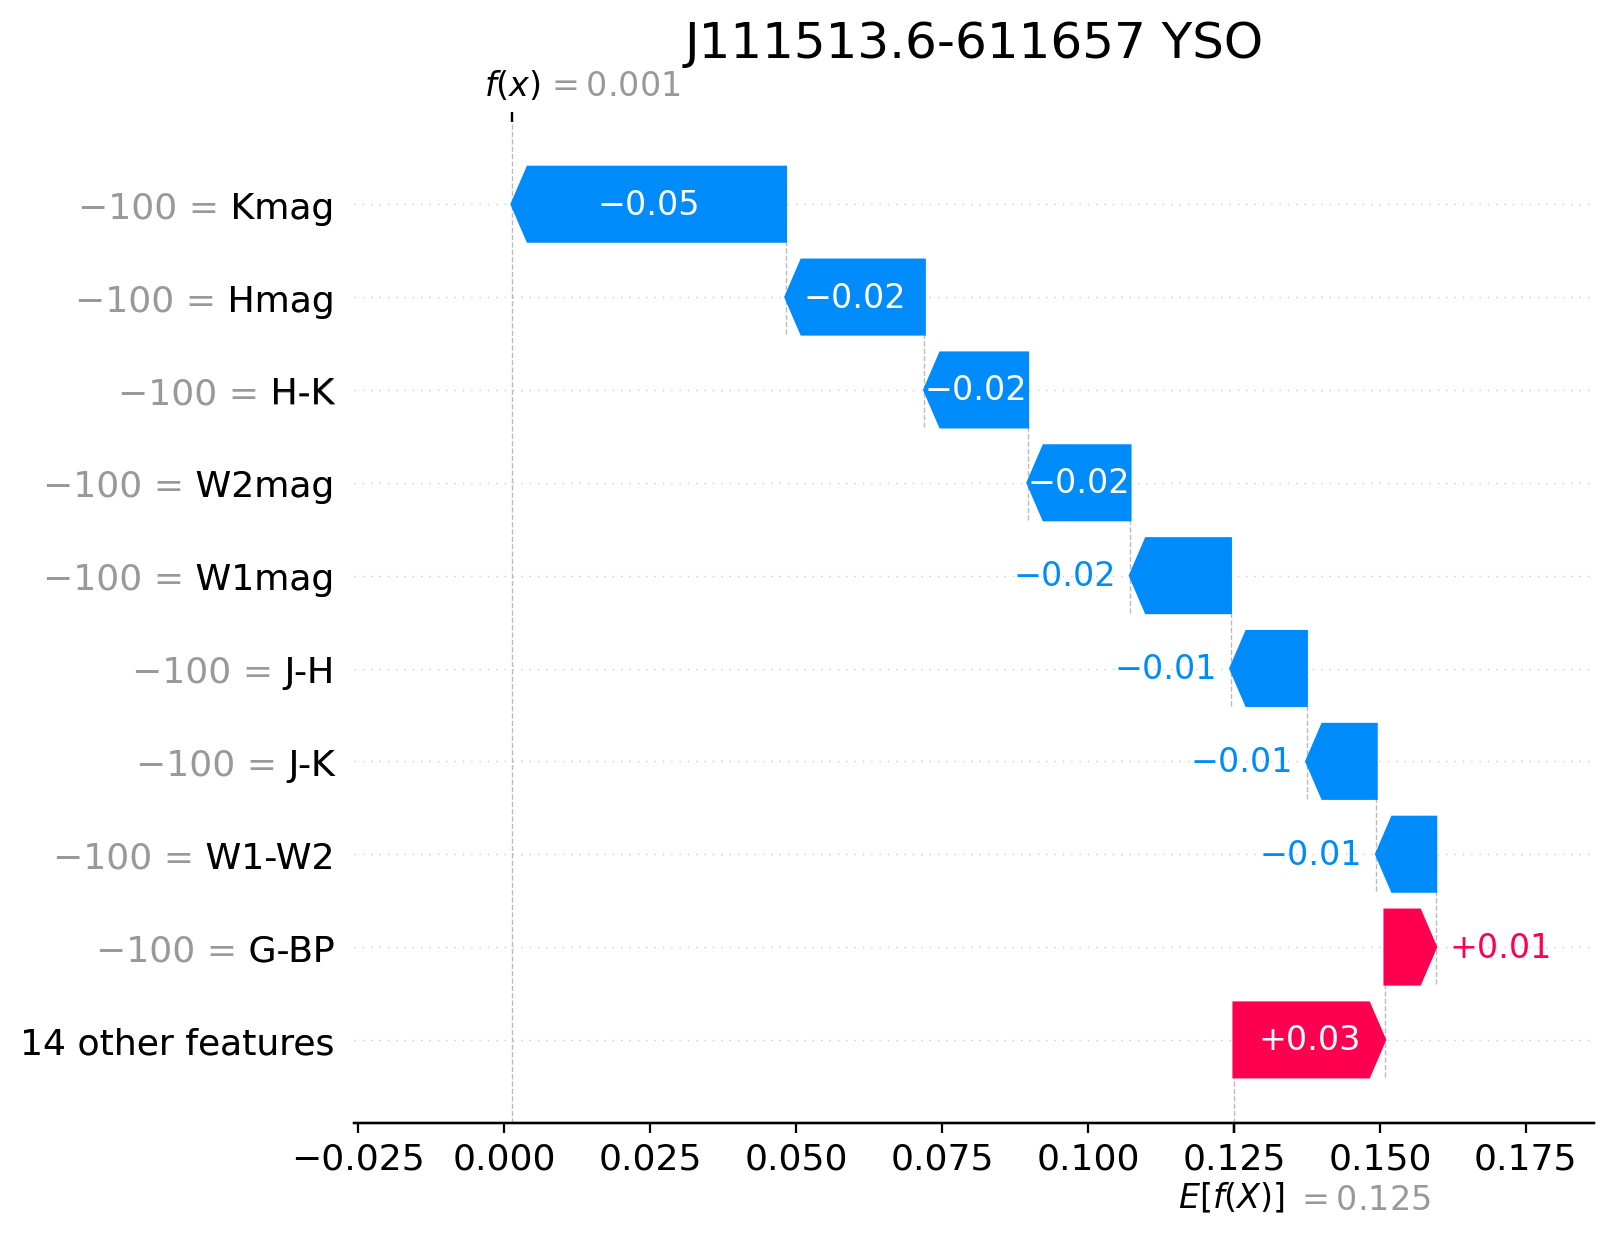 J111513.6-611657 YSO
f(x) = 0.001
−100 = Kmag
−0.05
−100 = Hmag
−0.02
−100 = H-K
−0.02
−100 = W2mag
−0.02
−100 = W1mag
−0.02
−100 = J-H
−0.01
−100 = J-K
−0.01
−100 = W1-W2
−0.01
−100 = G-BP
+0.01
14 other features
+0.03
−0.025 0.000 0.025 0.050 0.075 0.100 0.125 0.150 0.175
E[f(X)] = 0.125